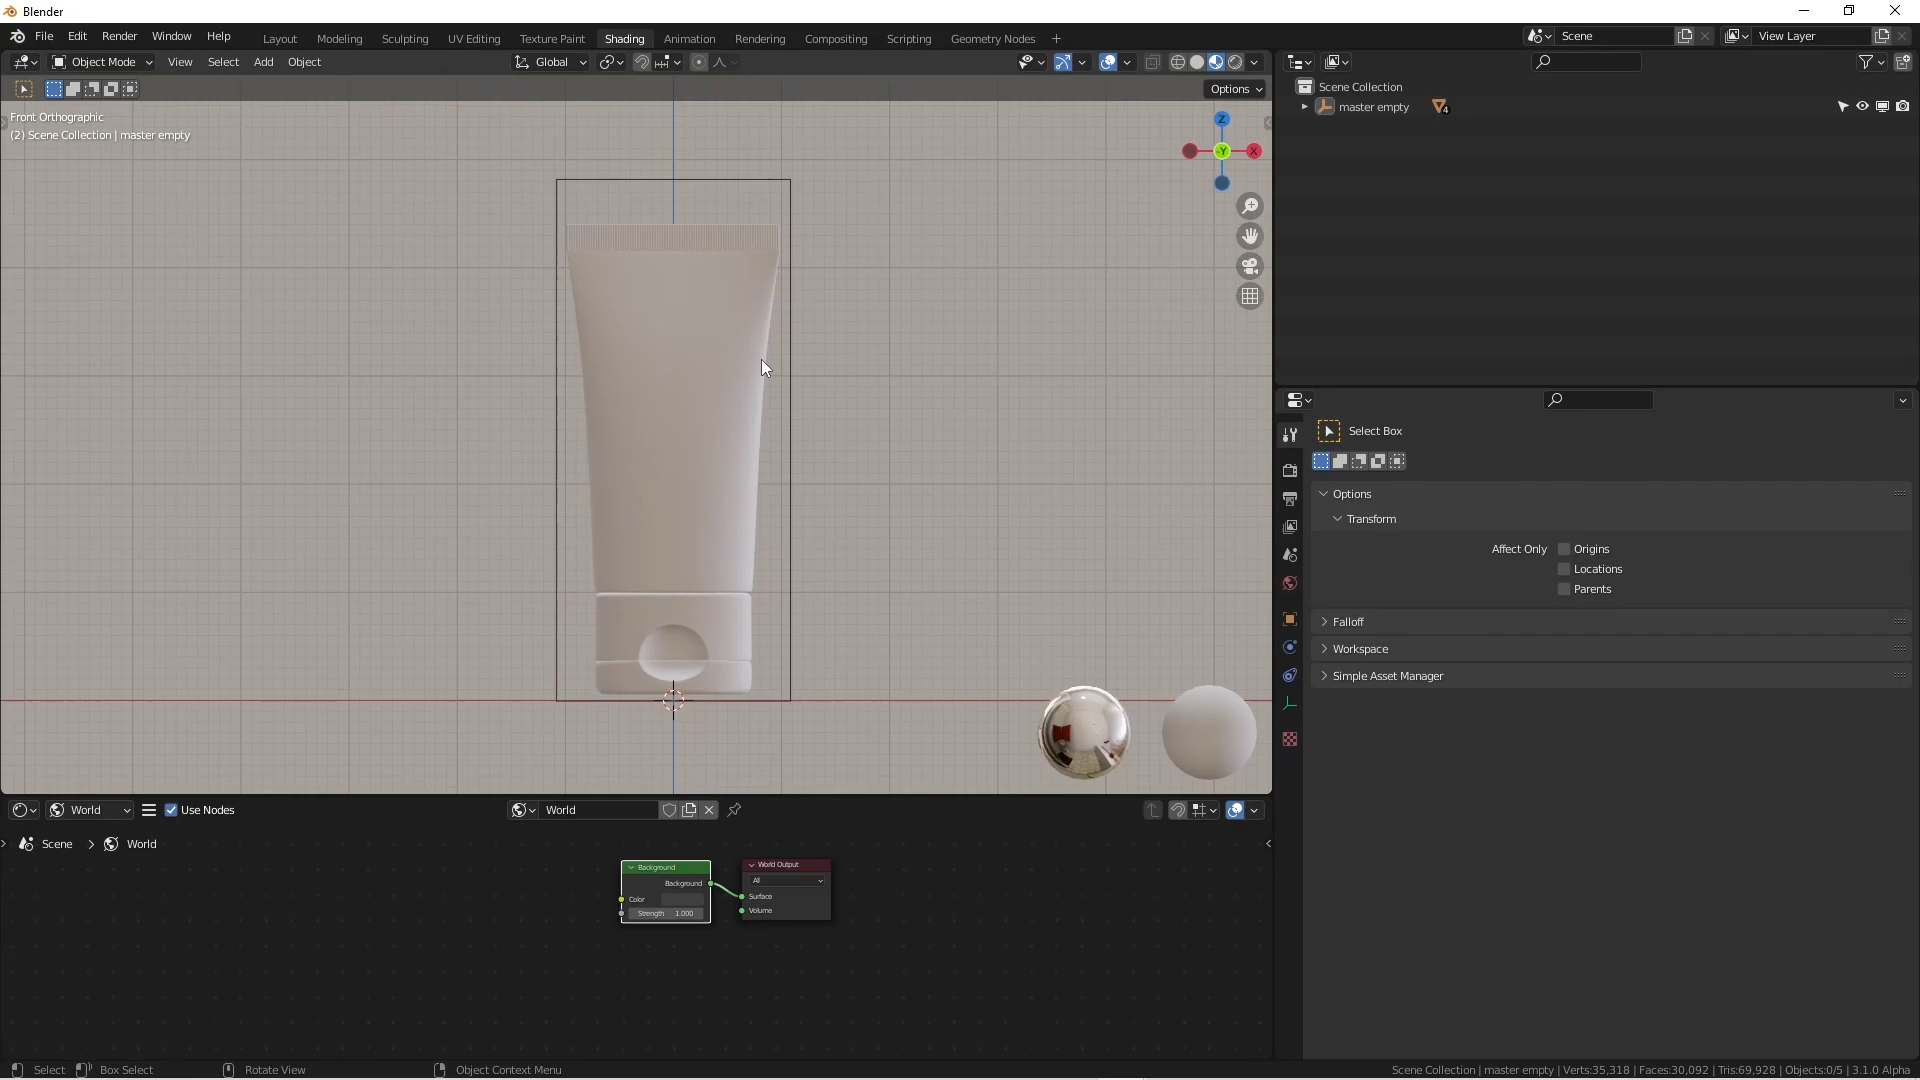 Blender
File Edit Render Window Help
Layout Modeling Sculpting UV Editing Texture Paint Shading Animation Rendering Compositing Scripting Geometry Nodes +
Scene
View Layer
Object Mode View Select Add Object
Global
Options
Front Orthographic
(2) Scene Collection | master empty
Z
-Y
X
Scene Collection
master empty
4
Select Box
Options
Transform
Affect Only Origins
Locations
Parents
Falloff
Workspace
Simple Asset Manager
World
Use Nodes
World
Scene > World
Background
Background
Color
Strength 1.000
World Output
All
Surface
Volume
Select
Box Select
Rotate View
Object Context Menu
Scene Collection | master empty | Verts:35,318 | Faces:30,092 | Tris:69,928 | Objects:0/5 | 3.1.0 Alpha